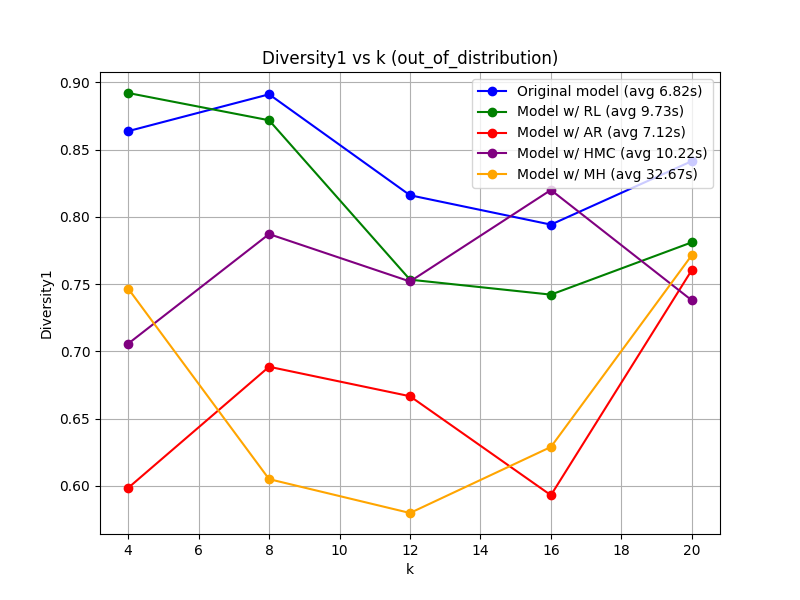 Diversity1 vs k (out_of_distribution)
Original model (avg 6.82s)
Model w/ RL (avg 9.73s)
Model w/ AR (avg 7.12s)
Model w/ HMC (avg 10.22s)
Model w/ MH (avg 32.67s)
Diversity1
0.90
0.85
0.80
0.75
0.70
0.65
0.60
4 6 8 10 12 14 16 18 20
k